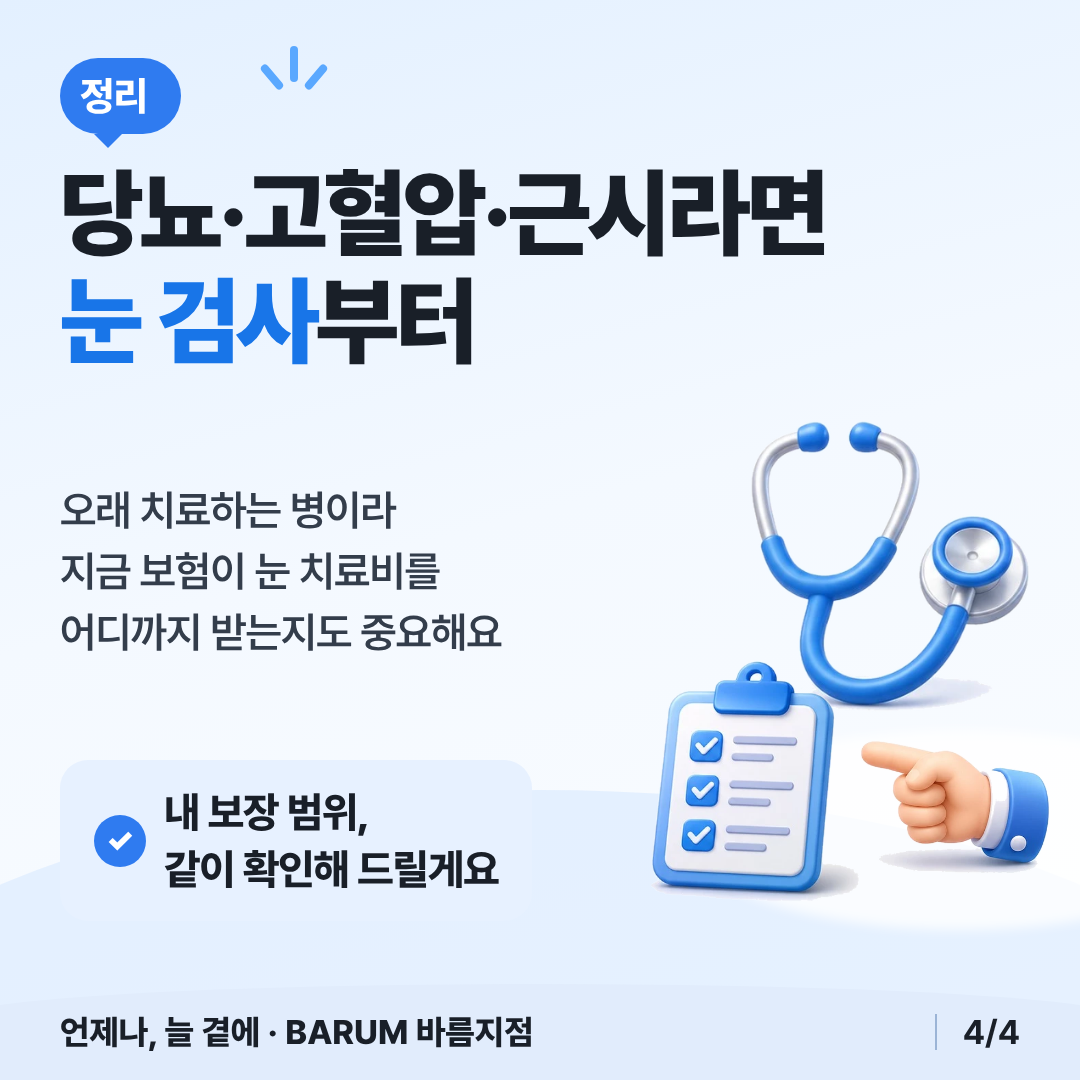 정리
당뇨·고혈압·근시라면
눈 검사부터
오래 치료하는 병이라
지금 보험이 눈 치료비를
어디까지 받는지도 중요해요
내 보장 범위,
같이 확인해 드릴게요
언제나, 늘 곁에 · BARUM 바름지점
4/4